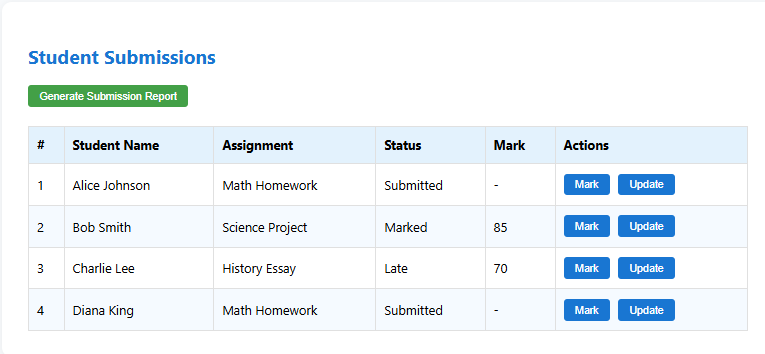 Student Submissions
Generate Submission Report
# Student Name Assignment Status Mark Actions
1 Alice Johnson Math Homework Submitted - Mark Update
2 Bob Smith Science Project Marked 85 Mark Update
3 Charlie Lee History Essay Late 70 Mark Update
4 Diana King Math Homework Submitted - Mark Update